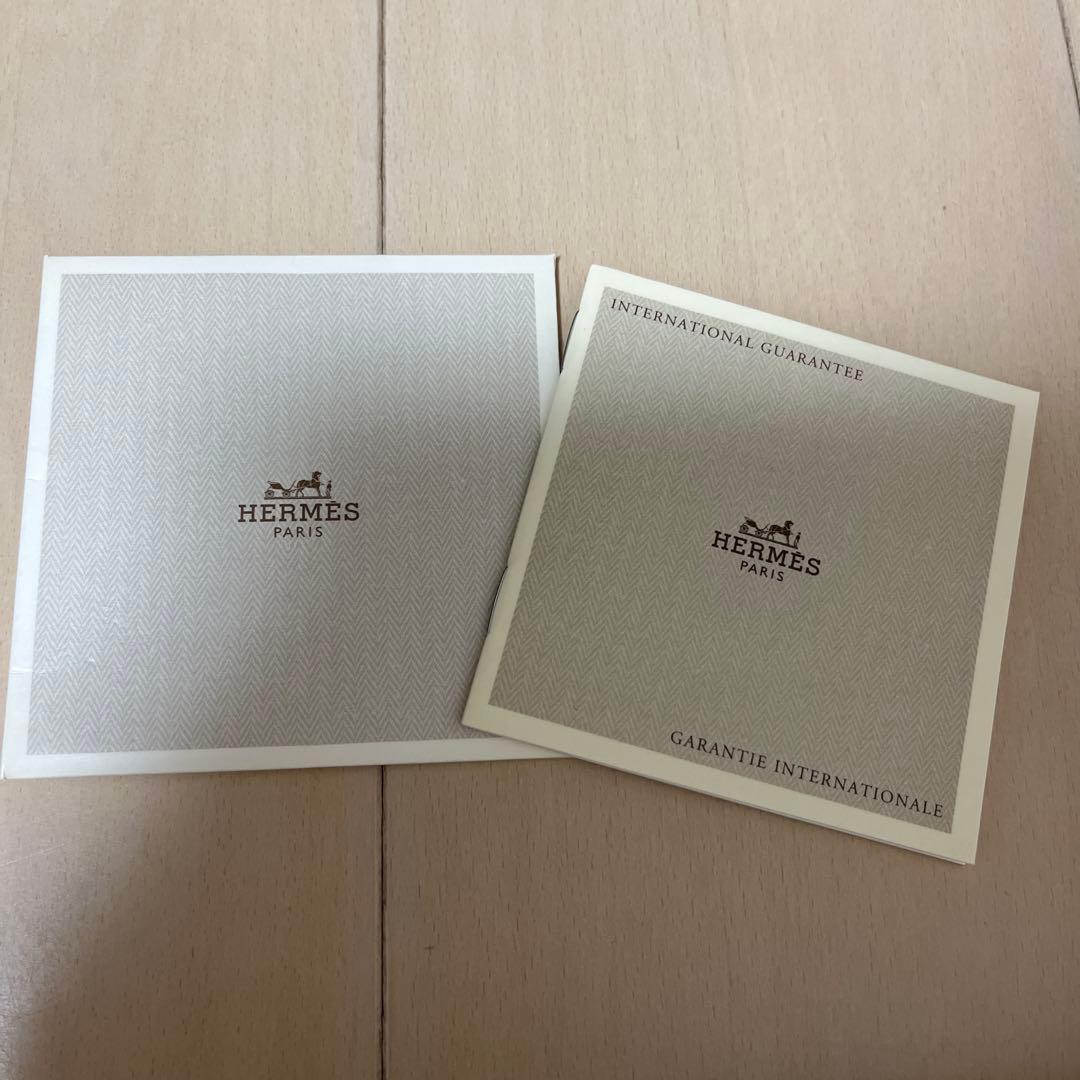 HERMÈS
PARIS
INTERNATIONAL GUARANTEE
HERMÈS
PARIS
GARANTIE INTERNATIONALE